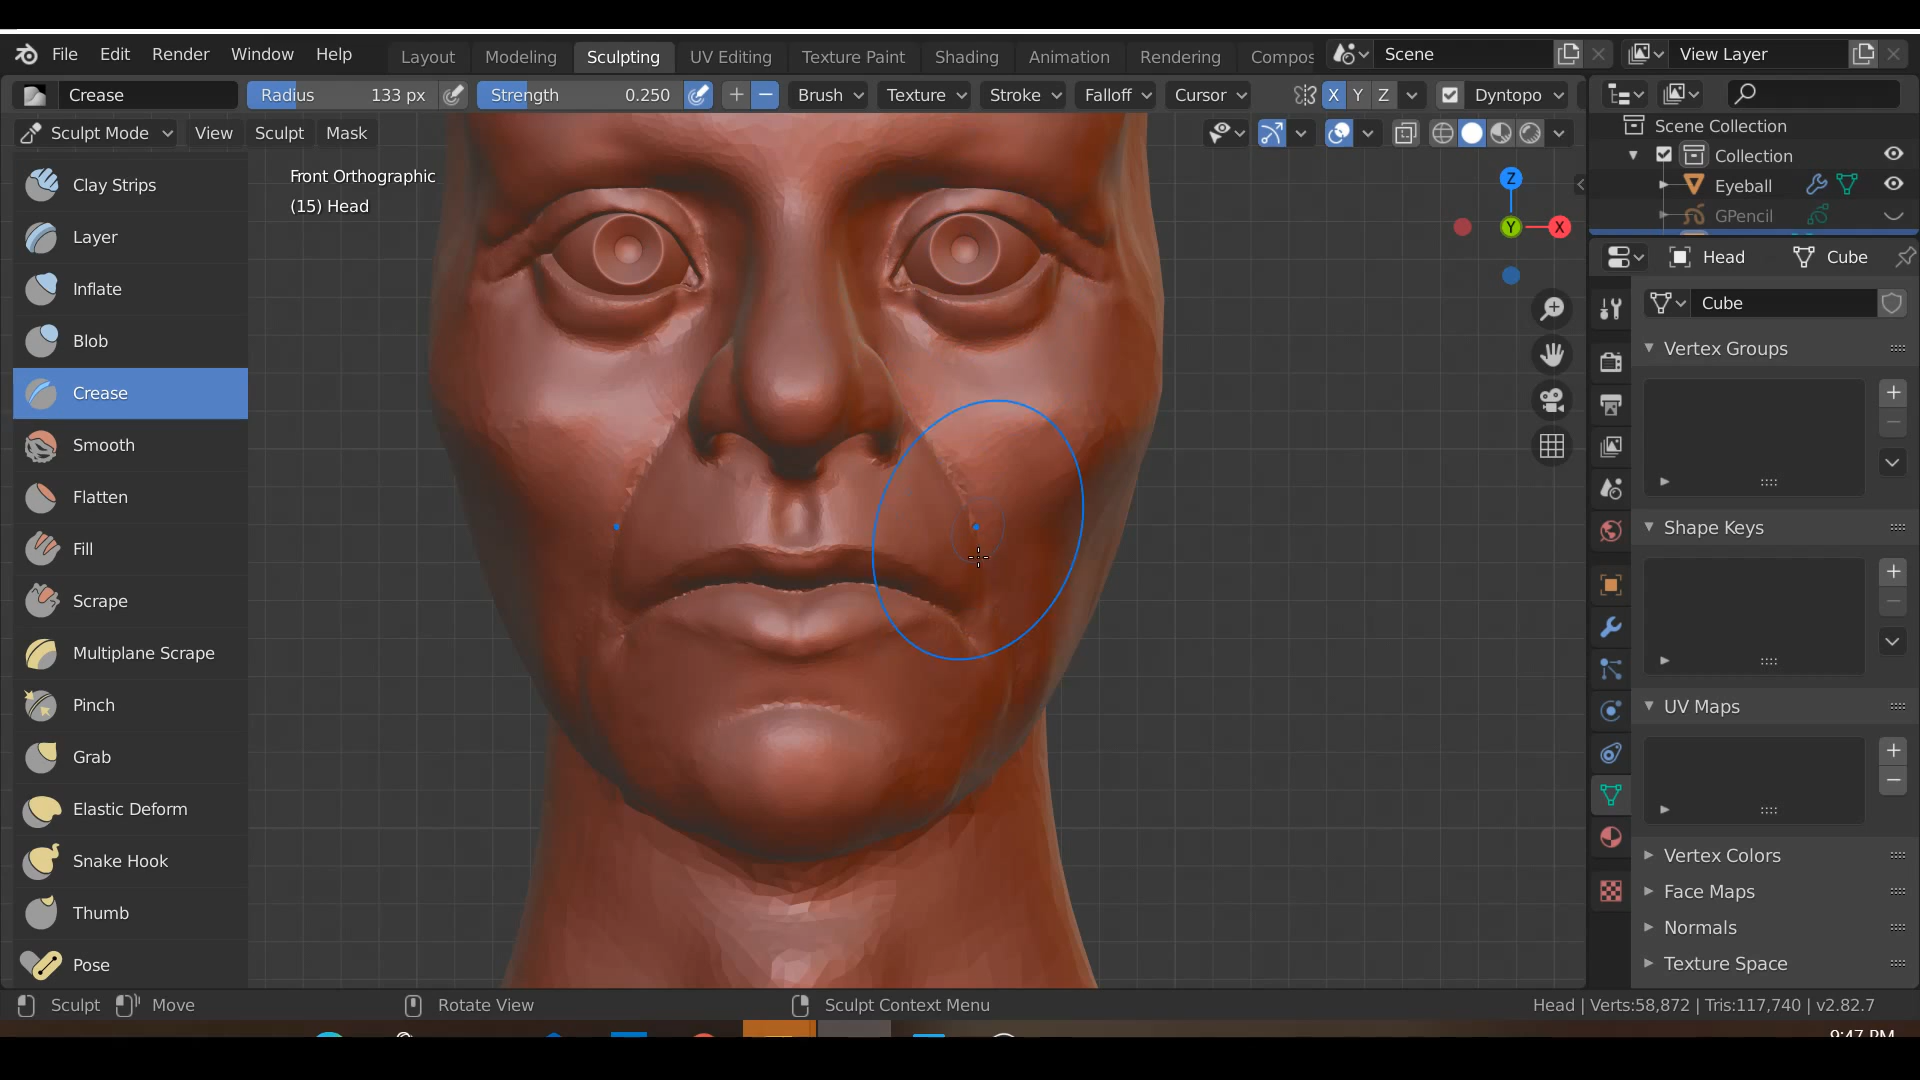 File Edit Render Window Help Layout Modeling Sculpting UV Editing Texture Paint Shading Animation Rendering Compos Scene View Layer
Crease Radius 133 px Strength 0.250 Brush Texture Stroke Falloff Cursor X Y Z Dyntopo
Sculpt Mode View Sculpt Mask
Front Orthographic
(15) Head
Z
Y
X
Clay Strips
Layer
Inflate
Blob
Crease
Smooth
Flatten
Fill
Scrape
Multiplane Scrape
Pinch
Grab
Elastic Deform
Snake Hook
Thumb
Pose
Scene Collection
Collection
Eyeball
GPencil
Head Cube
Cube
Vertex Groups
Shape Keys
UV Maps
Vertex Colors
Face Maps
Normals
Texture Space
Sculpt Move Rotate View Sculpt Context Menu Head | Verts:58,872 | Tris:117,740 | v2.82.7
9:47 PM